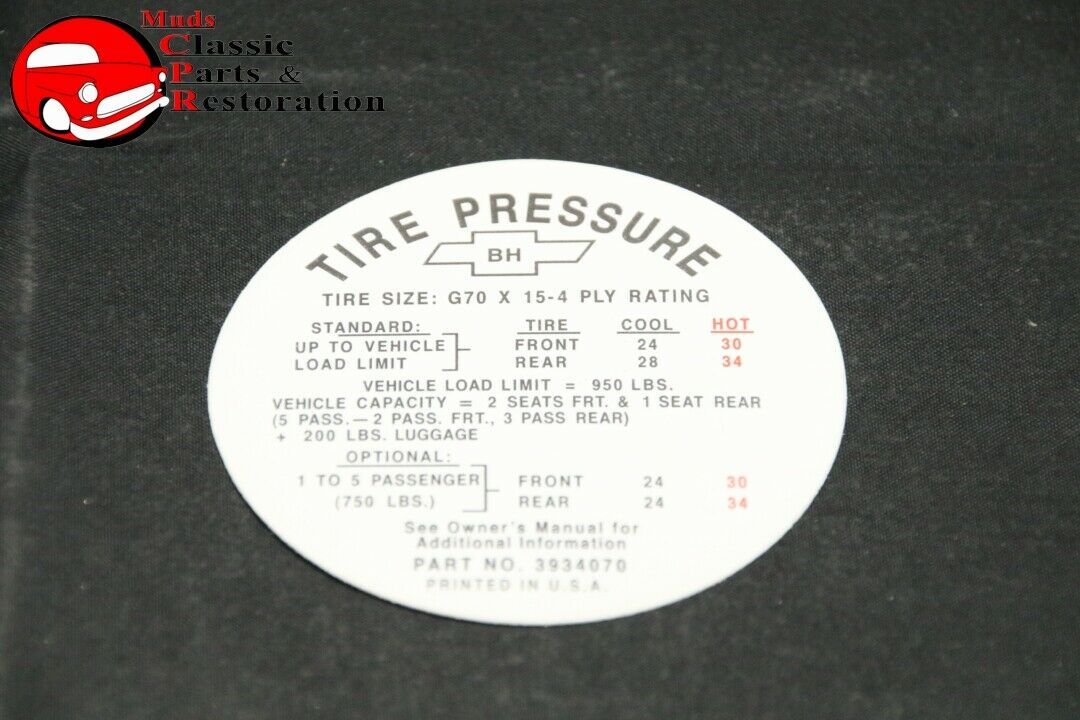 Muds
Classic
Parts &
Restoration
TIRE PRESSURE
BH
TIRE SIZE: G70 X 15-4 PLY RATING
STANDARD: TIRE COOL HOT
UP TO VEHICLE FRONT 24 30
LOAD LIMIT REAR 28 34
VEHICLE LOAD LIMIT = 950 LBS.
VEHICLE CAPACITY = 2 SEATS FRT. & 1 SEAT REAR
(5 PASS.—2 PASS. FRT., 3 PASS REAR)
+ 200 LBS. LUGGAGE
OPTIONAL:
1 TO 5 PASSENGER FRONT 24 30
(750 LBS.) REAR 24 34
See Owner's Manual for
Additional Information
PART NO. 3934070
PRINTED IN U.S.A.